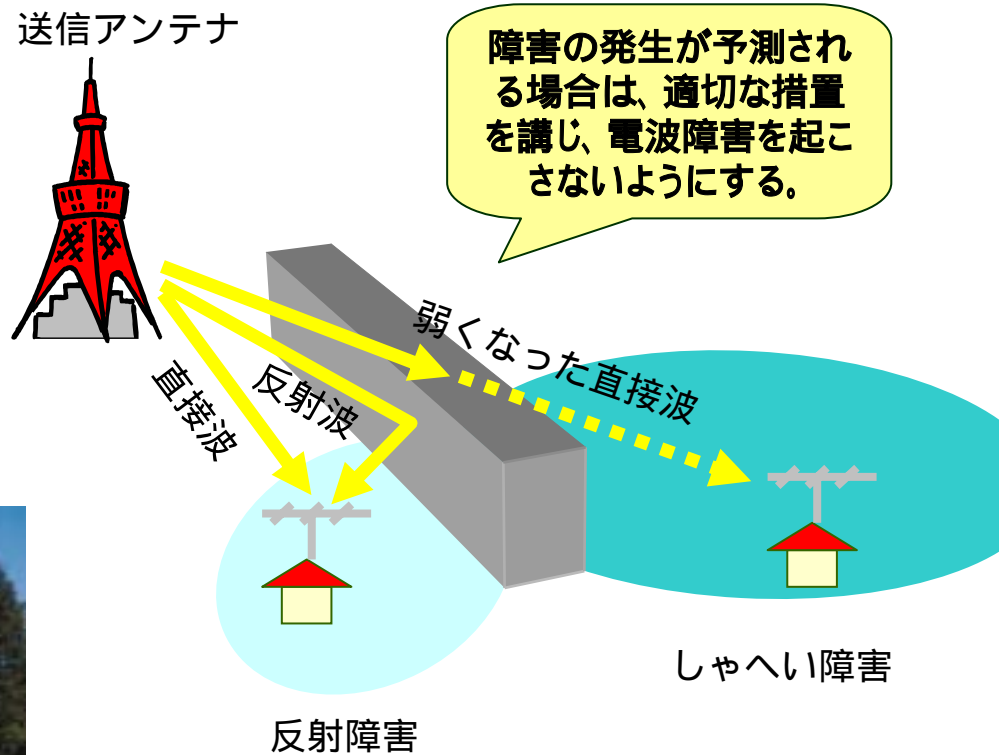 送信アンテナ
障害の発生が予測され
る場合は、適切な措置
を講じ、電波障害を起こ
さないようにする。
弱くなった直接波
反射波
直接波
しゃへい障害
反射障害